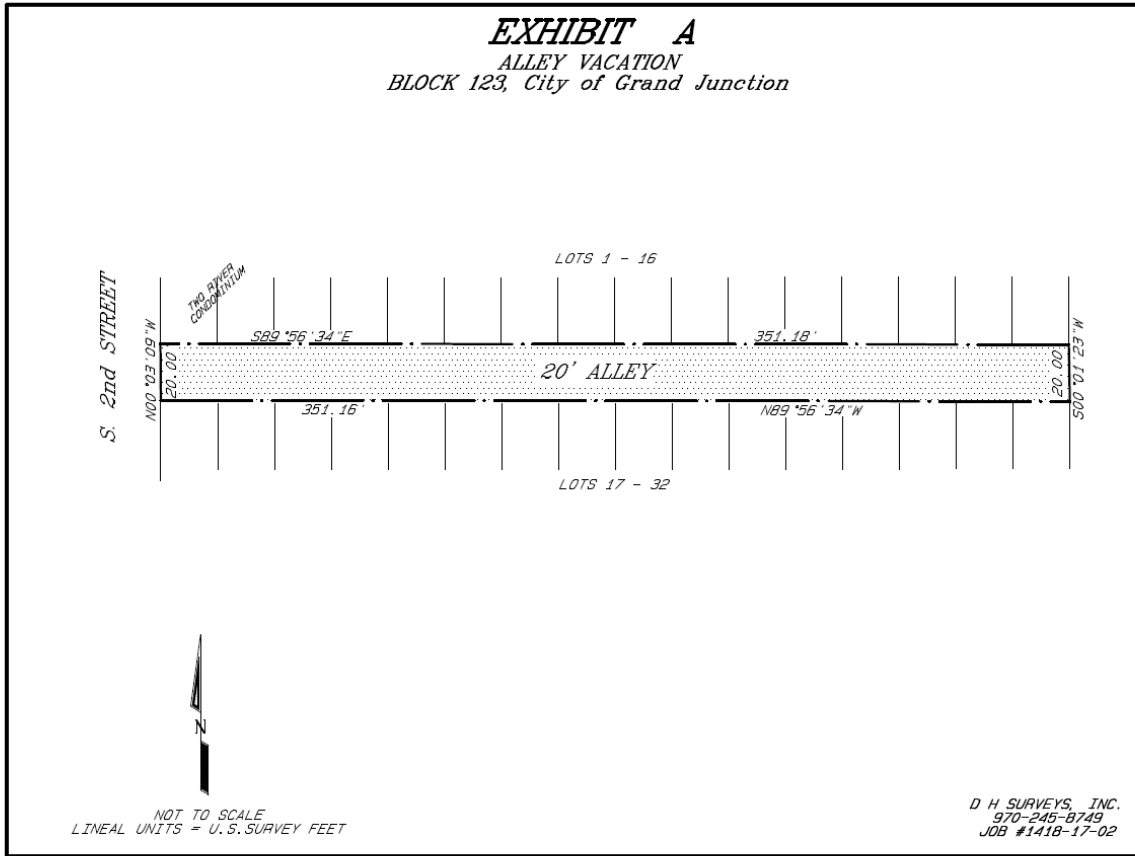 EXHIBIT A
ALLEY VACATION
BLOCK 123, City of Grand Junction
LOTS 1 - 16
TWO RIVER
CONDOMINIUM
S. 2nd STREET
N00°03'09"W
20.00'
S89°56'34"E
351.18'
20' ALLEY
20.00'
S00°01'23"W
351.16'
N89°56'34"W
LOTS 17 - 32
N
NOT TO SCALE
LINEAL UNITS = U.S. SURVEY FEET
D H SURVEYS, INC.
970-245-8749
JOB #1418-17-02